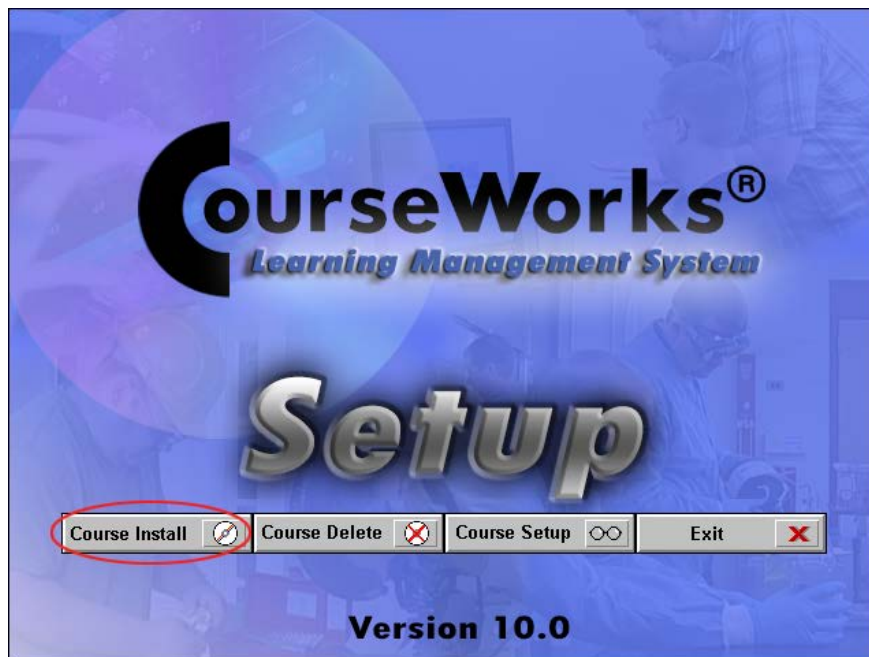 CourseWorks®
Learning Management System
Setup
Course Install Course Delete Course Setup Exit
Version 10.0